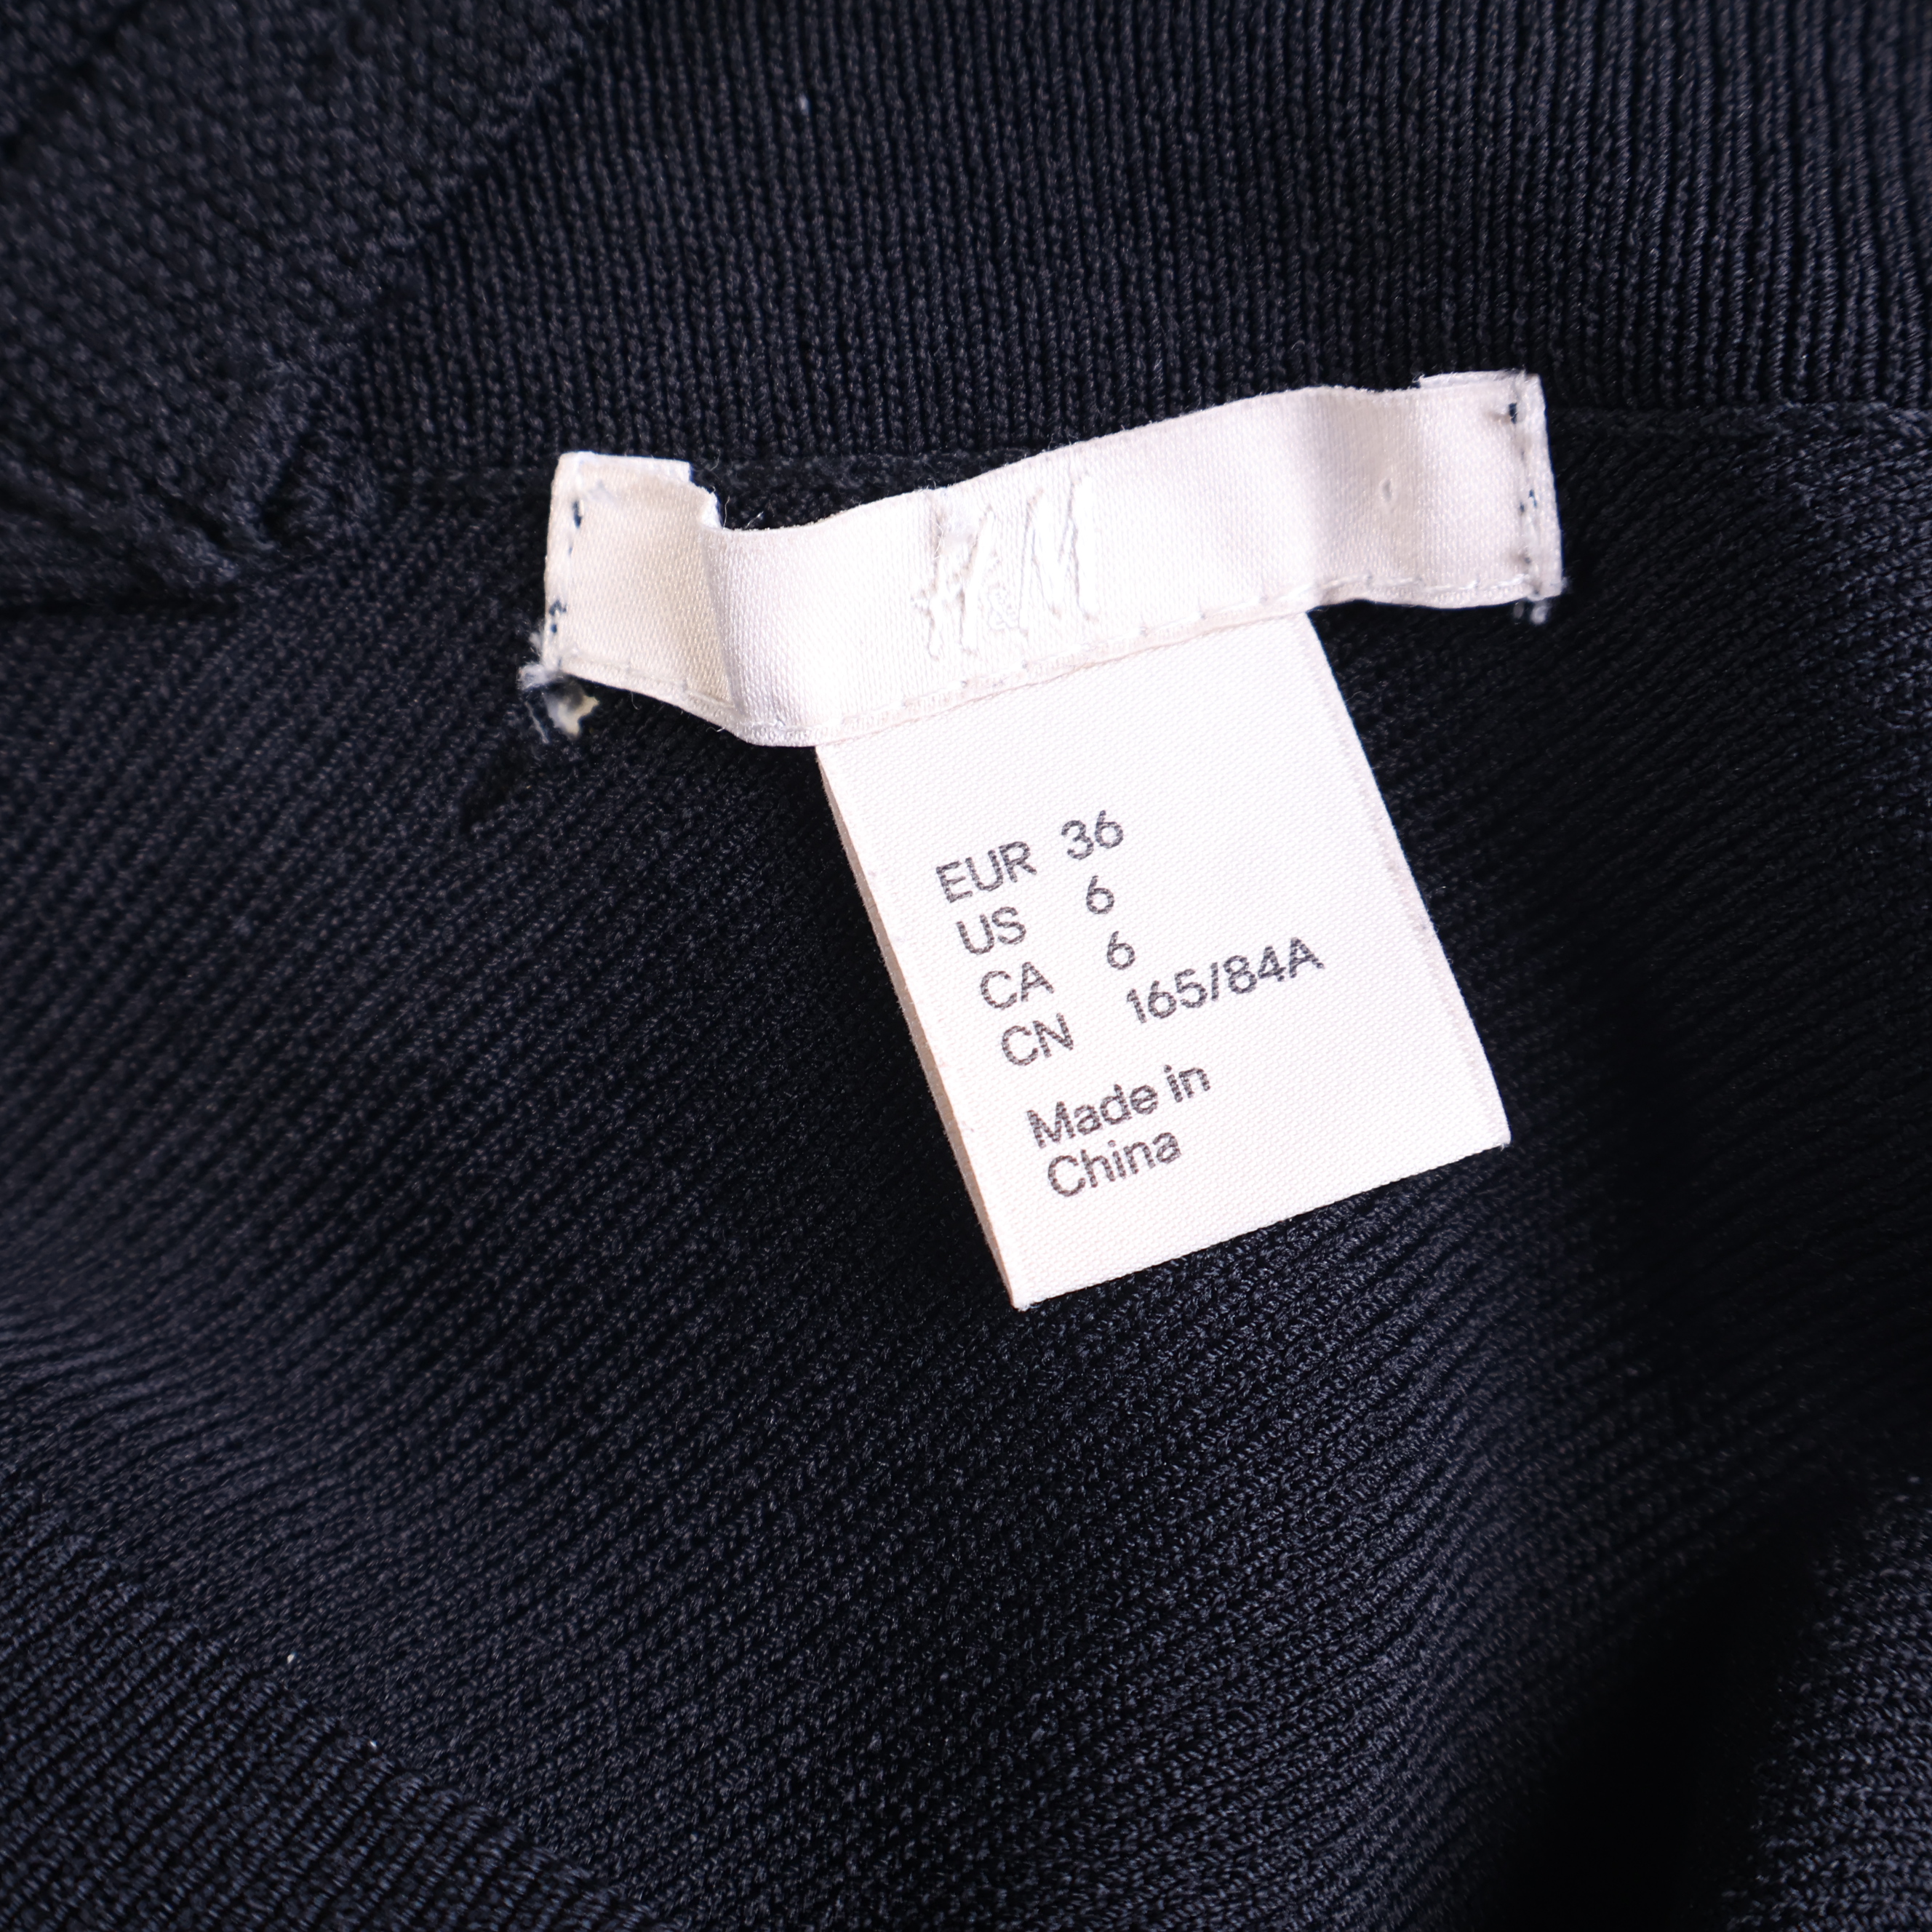 H&M
EUR 36
US 6
CA 6
CN 165/84A
Made in
China